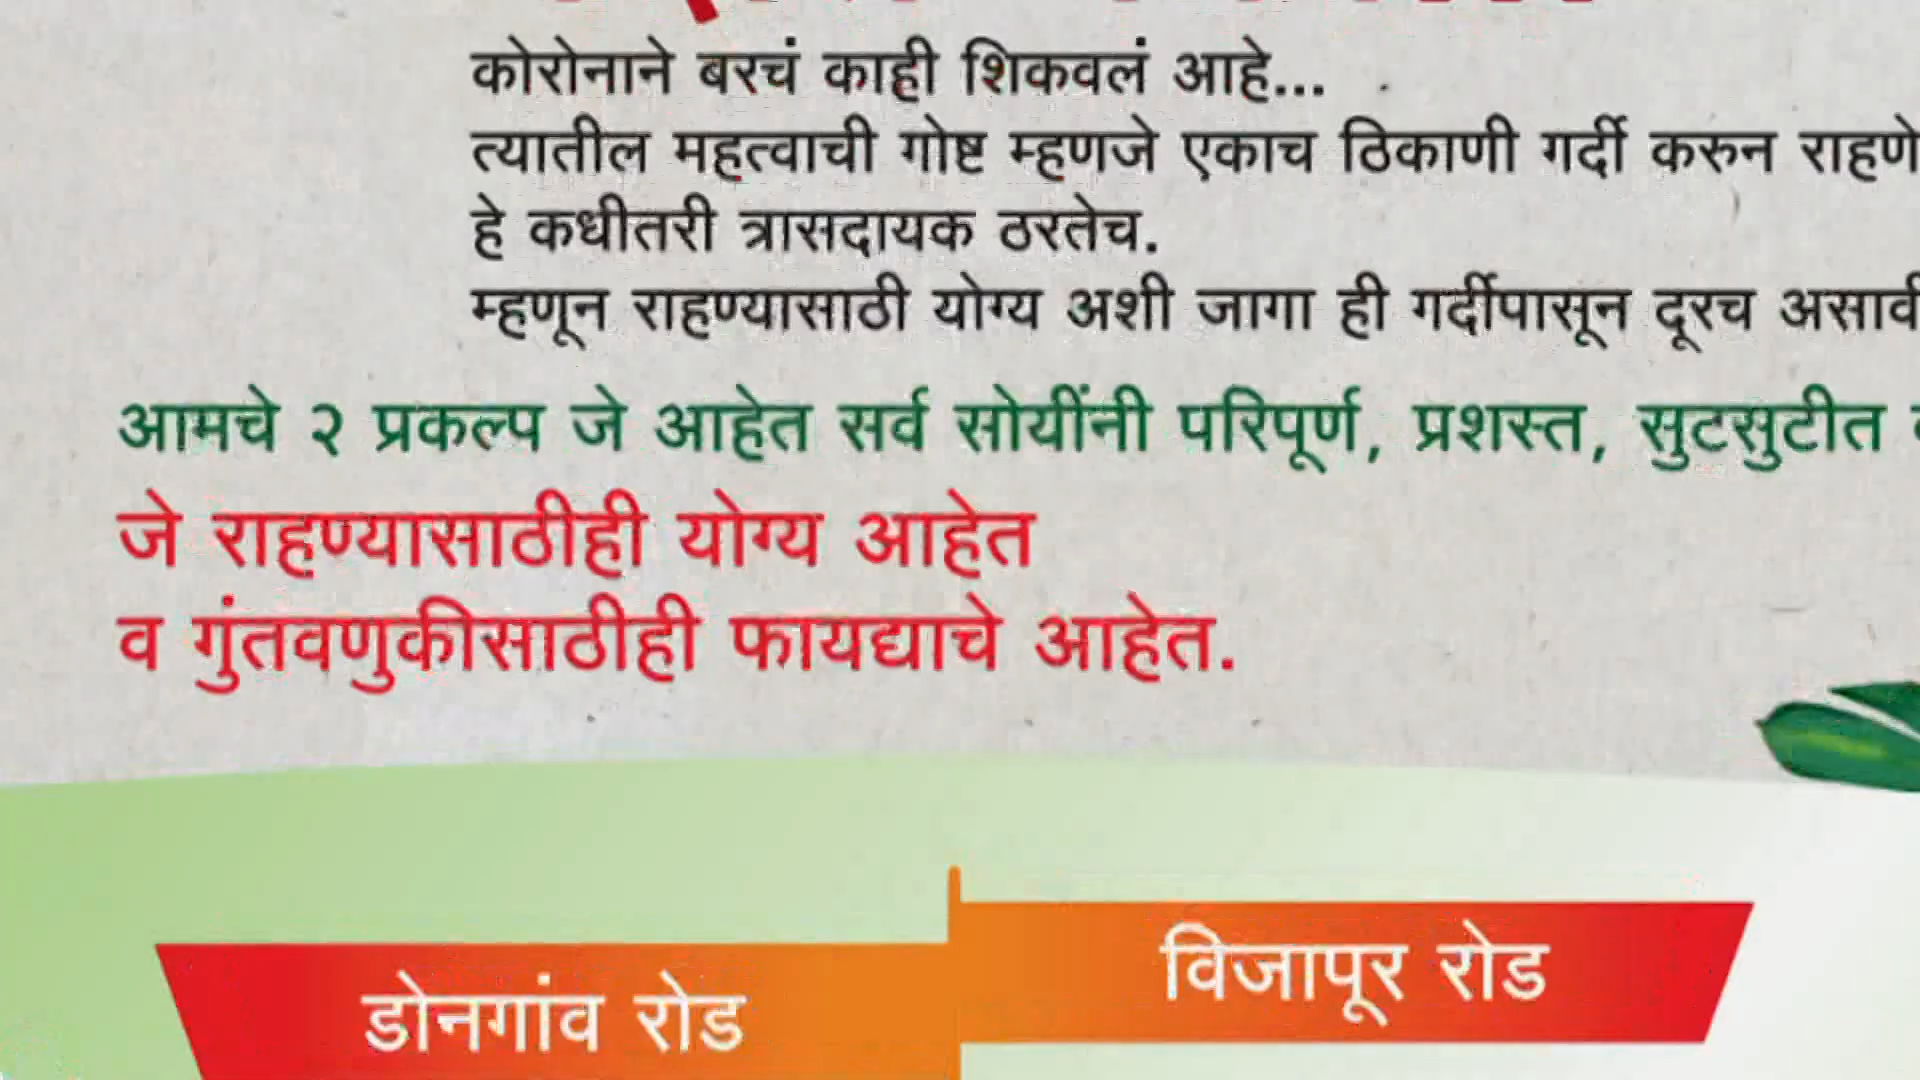 कोरोनाने बरचं काही शिकवलं आहे...
त्यातील महत्वाची गोष्ट म्हणजे एकाच ठिकाणी गर्दी करुन राहणे
हे कधीतरी त्रासदायक ठरतेच.
म्हणून राहण्यासाठी योग्य अशी जागा ही गर्दीपासून दूरच असावी
आमचे २ प्रकल्प जे आहेत सर्व सोयींनी परिपूर्ण, प्रशस्त, सुटसुटीत
जे राहण्यासाठीही योग्य आहेत
व गुंतवणुकीसाठीही फायद्याचे आहेत.
विजापूर रोड
डोनगांव रोड